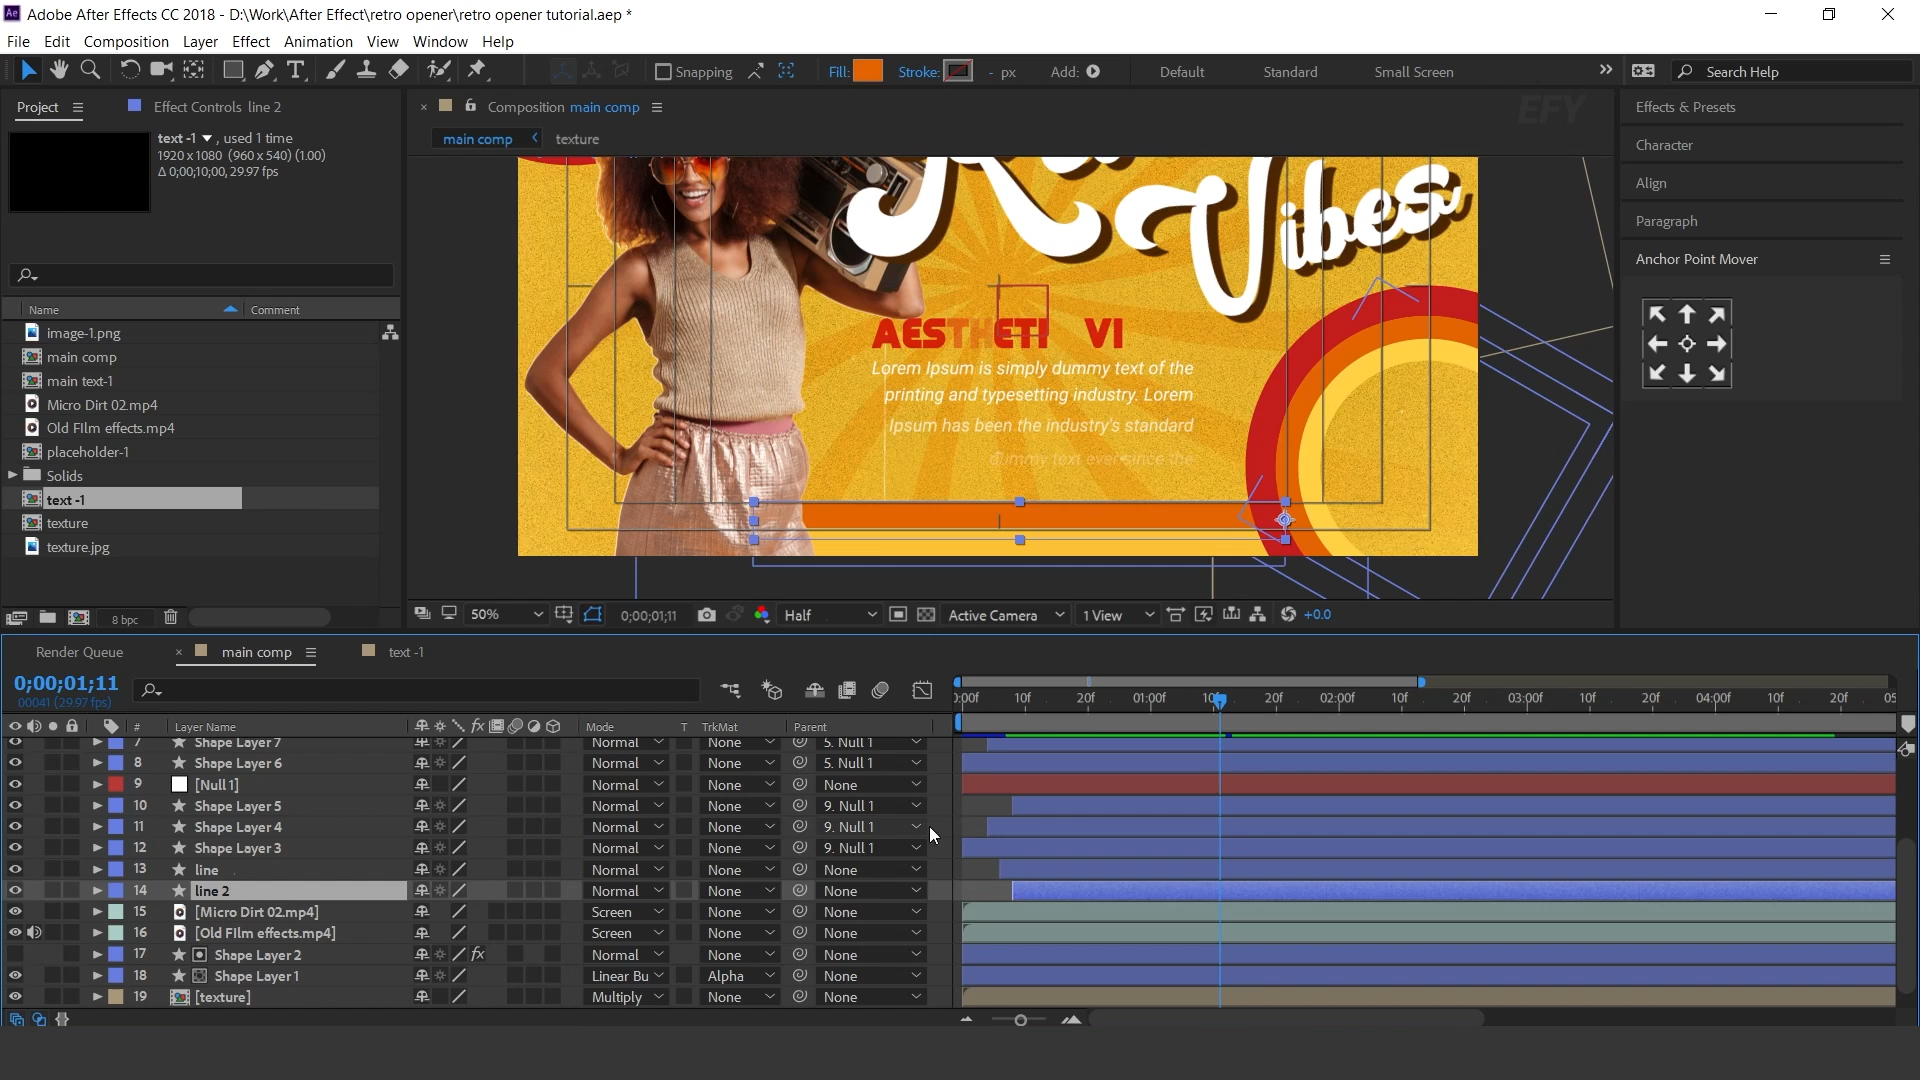 Ae Adobe After Effects CC 2018 - D:\Work\After Effect\retro opener\retro opener tutorial.aep *
File Edit Composition Layer Effect Animation View Window Help
Snapping Fill: Stroke: - px Add: Default Standard Small Screen Search Help
Project Effect Controls line 2 Composition main comp EFY Effects & Presets
text -1 , used 1 time
1920 x 1080 (960 x 540) (1.00)
Δ 0;00;10;00, 29.97 fps
main comp texture
Character
Align
Paragraph
Anchor Point Mover
Name Comment
image-1.png
main comp
main text-1
Micro Dirt 02.mp4
Old FIlm effects.mp4
placeholder-1
Solids
text -1
texture
texture.jpg
8 bpc
Vibes
AESTHETI VI
Lorem Ipsum is simply dummy text of the
printing and typesetting industry. Lorem
Ipsum has been the industry's standard
dummy text ever since the
50% 0;00;01;11 Half Active Camera 1 View +0.0
Render Queue main comp text -1
0;00;01;11
00041 (29.97 fps)
0:00f 10f 20f 01:00f 10f 20f 02:00f 10f 20f 03:00f 10f 20f 04:00f 10f 20f 05
# Layer Name fx Mode T TrkMat Parent
7 Shape Layer 7 Normal None 5. Null 1
8 Shape Layer 6 Normal None 5. Null 1
9 [Null 1] Normal None None
10 Shape Layer 5 Normal None 9. Null 1
11 Shape Layer 4 Normal None 9. Null 1
12 Shape Layer 3 Normal None 9. Null 1
13 line Normal None None
14 line 2 Normal None None
15 [Micro Dirt 02.mp4] Screen None None
16 [Old FIlm effects.mp4] Screen None None
17 Shape Layer 2 fx Normal None None
18 Shape Layer 1 Linear Bu Alpha None
19 [texture] Multiply None None